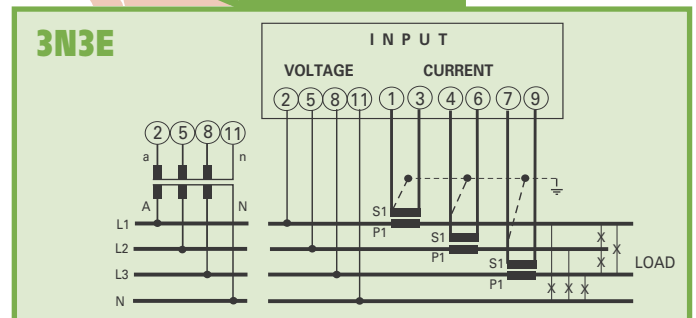 3N3E
INPUT
VOLTAGE CURRENT
2 5 8 11 1 3 4 6 7 9
2 5 8 11
a n
A N
L1
L2
L3
N
S1
P1
S1
P1
S1
P1
LOAD